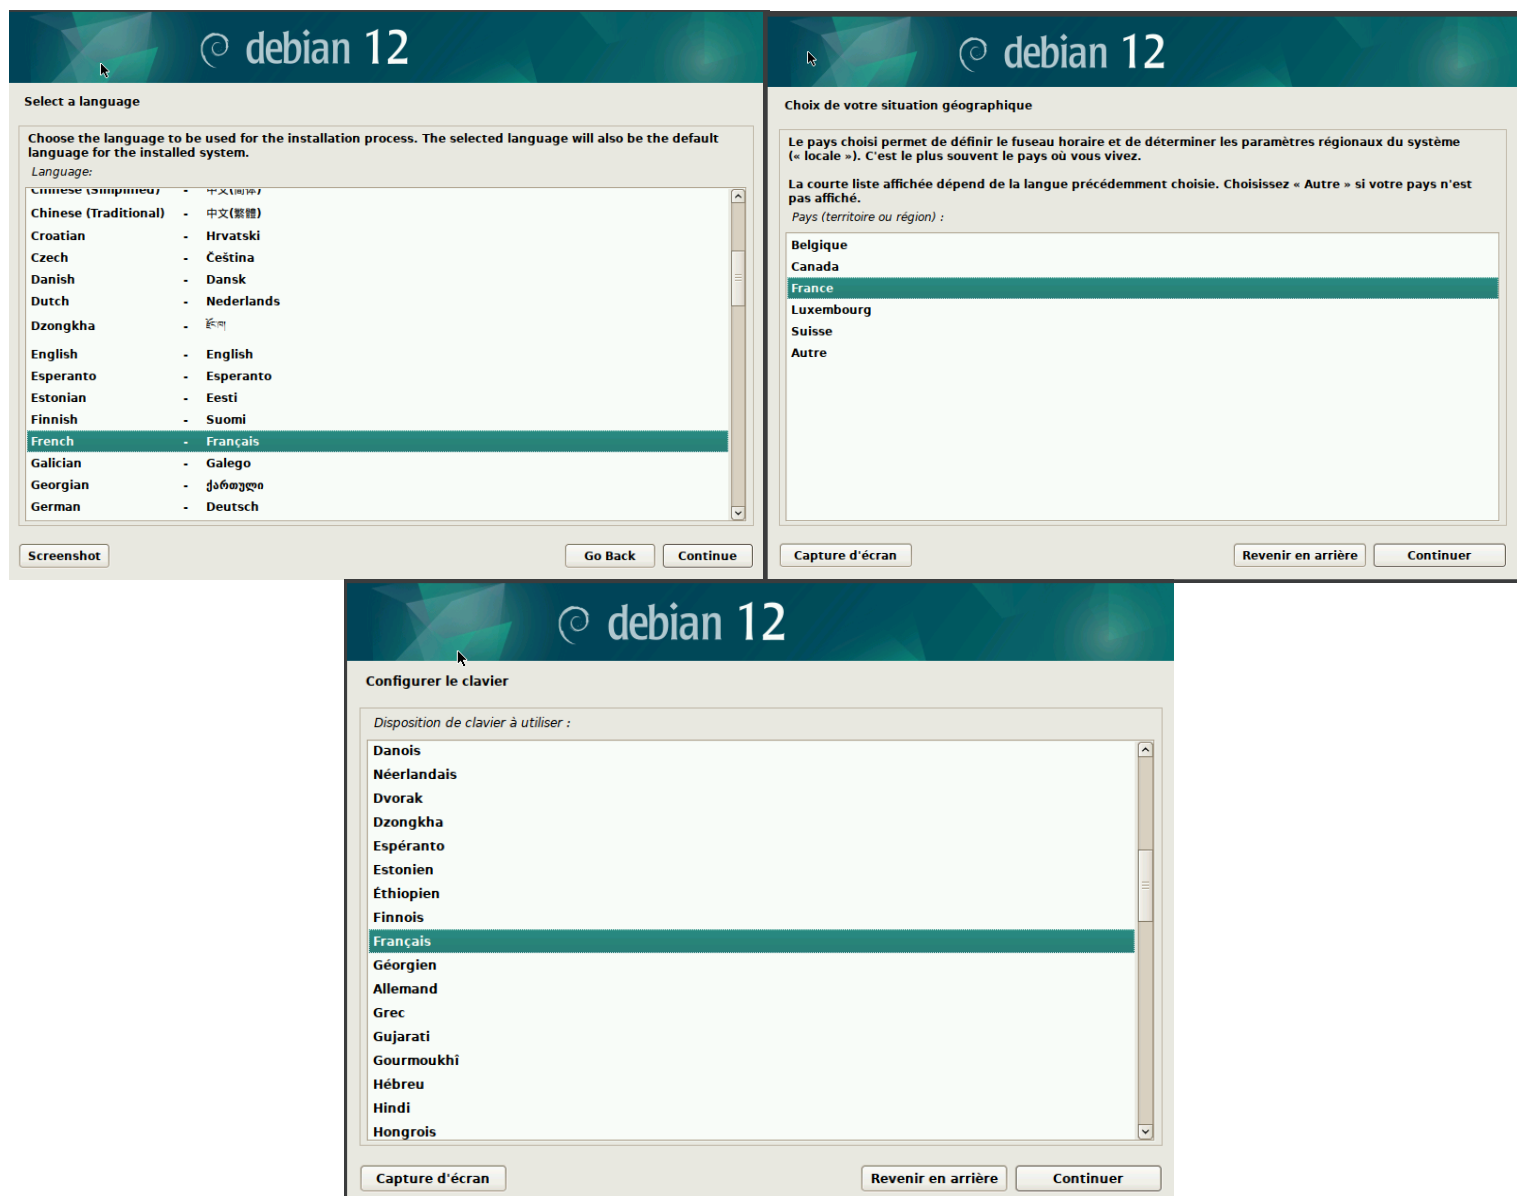 debian 12
Select a language
Choose the language to be used for the installation process. The selected language will also be the default
language for the installed system.
Language:
Chinese (Simplified) - 中文(简体)
Chinese (Traditional) - 中文(繁體)
Croatian - Hrvatski
Czech - Čeština
Danish - Dansk
Dutch - Nederlands
Dzongkha - རྫོང་ཁ།
English - English
Esperanto - Esperanto
Estonian - Eesti
Finnish - Suomi
French - Français
Galician - Galego
Georgian - ქართული
German - Deutsch
Screenshot Go Back Continue
debian 12
Choix de votre situation géographique
Le pays choisi permet de définir le fuseau horaire et de déterminer les paramètres régionaux du système
(« locale »). C'est le plus souvent le pays où vous vivez.
La courte liste affichée dépend de la langue précédemment choisie. Choisissez « Autre » si votre pays n'est
pas affiché.
Pays (territoire ou région) :
Belgique
Canada
France
Luxembourg
Suisse
Autre
Capture d'écran Revenir en arrière Continuer
debian 12
Configurer le clavier
Disposition de clavier à utiliser :
Danois
Néerlandais
Dvorak
Dzongkha
Espéranto
Estonien
Éthiopien
Finnois
Français
Géorgien
Allemand
Grec
Gujarati
Gourmoukhî
Hébreu
Hindi
Hongrois
Capture d'écran Revenir en arrière Continuer